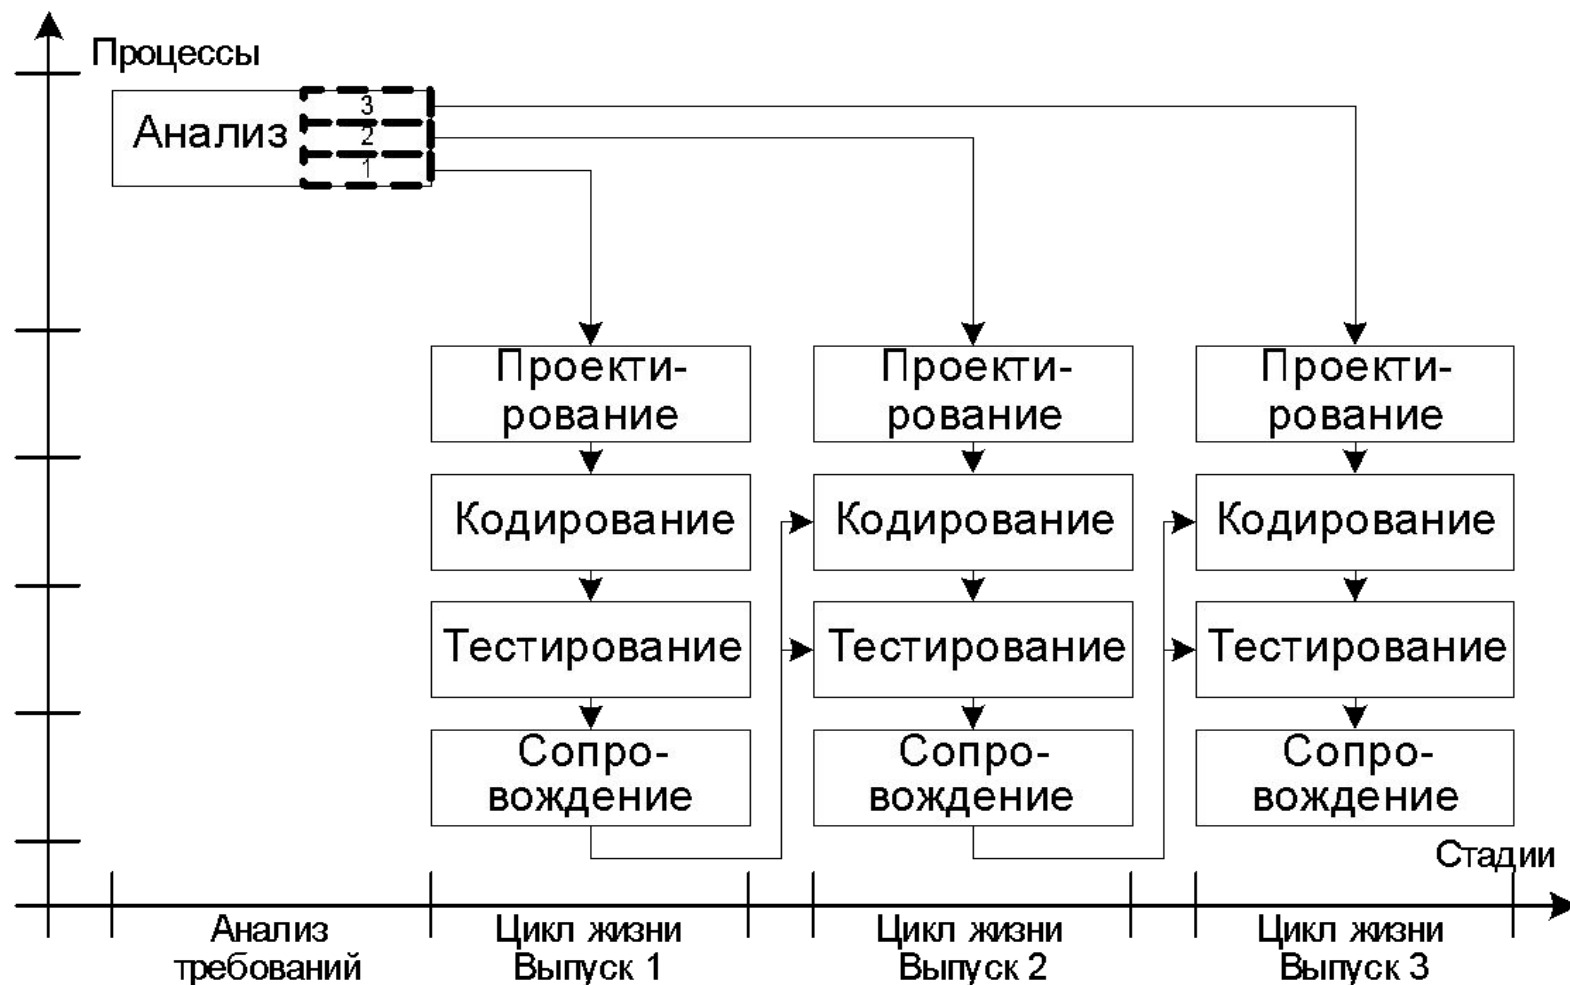 Процессы
3
Анализ
2
1
Проекти-
рование
Проекти-
рование
Проекти-
рование
Кодирование
Кодирование
Кодирование
Тестирование
Тестирование
Тестирование
Сопро-
вождение
Сопро-
вождение
Сопро-
вождение
Стадии
Анализ
требований
Цикл жизни
Выпуск 1
Цикл жизни
Выпуск 2
Цикл жизни
Выпуск 3